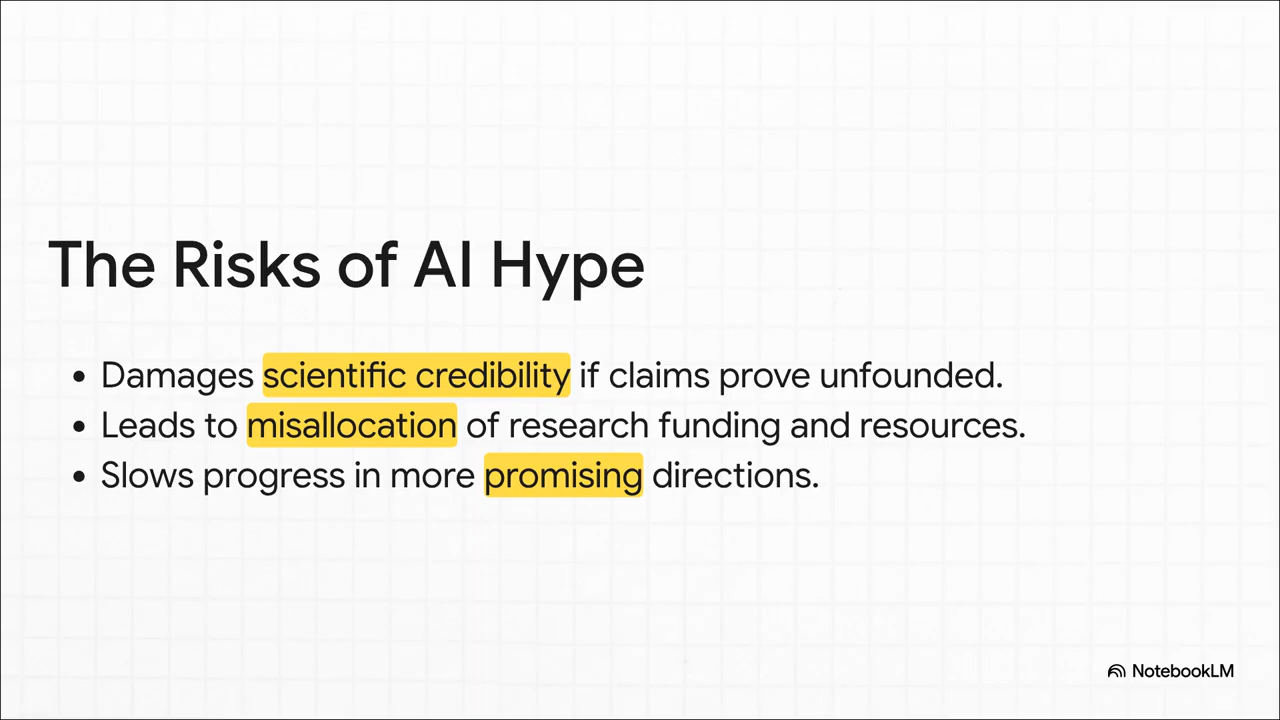 The Risks of AI Hype
• Damages scientific credibility if claims prove unfounded.
• Leads to misallocation of research funding and resources.
• Slows progress in more promising directions.
NotebookLM